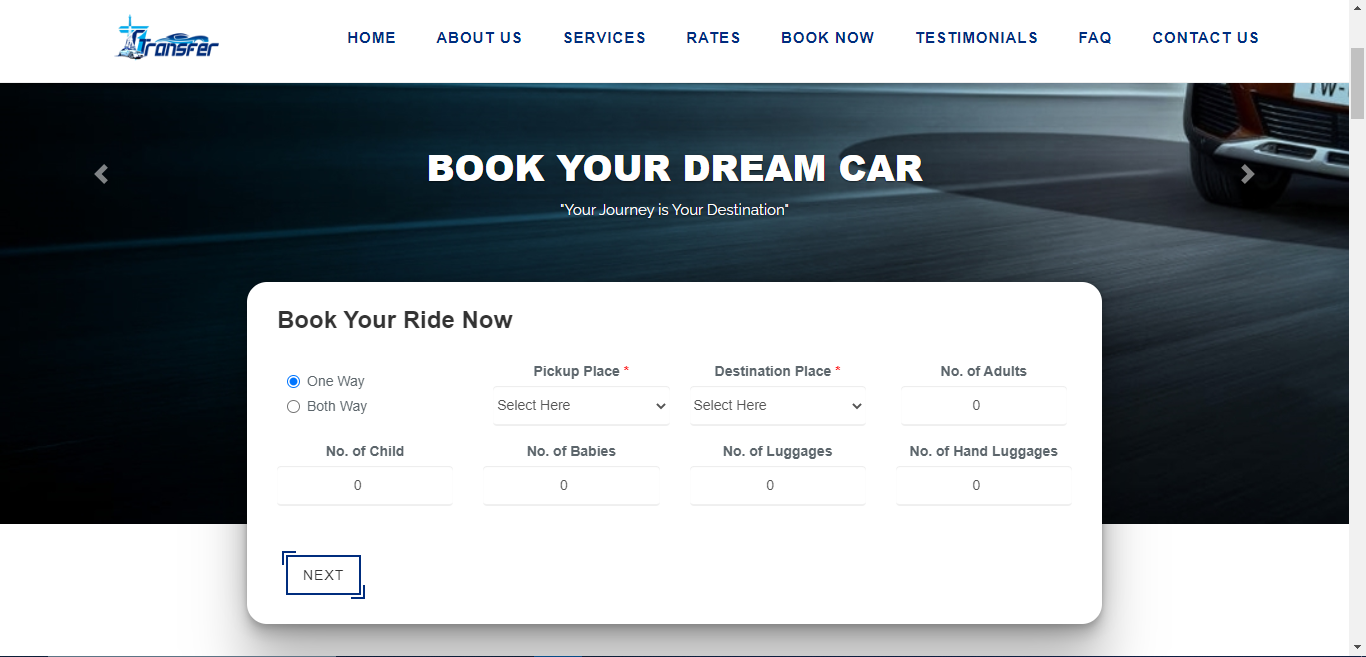 Transfer
HOME ABOUT US SERVICES RATES BOOK NOW TESTIMONIALS FAQ CONTACT US
BOOK YOUR DREAM CAR
"Your Journey is Your Destination"
Book Your Ride Now
One Way
Both Way
Pickup Place *
Select Here
Destination Place *
Select Here
No. of Adults
0
No. of Child
0
No. of Babies
0
No. of Luggages
0
No. of Hand Luggages
0
NEXT